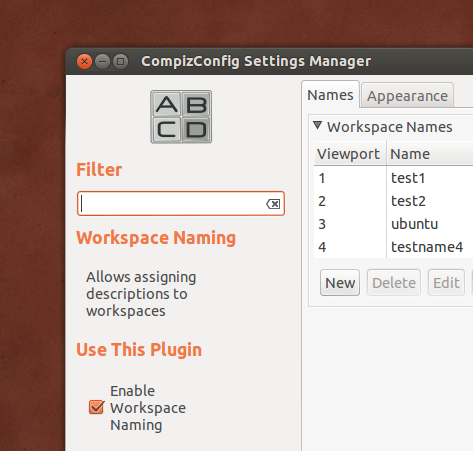 CompizConfig Settings Manager
A B
C D
Filter
Workspace Naming
Allows assigning
descriptions to
workspaces
Use This Plugin
Enable
Workspace
Naming
Names Appearance
Workspace Names
Viewport Name
1 test1
2 test2
3 ubuntu
4 testname4
New Delete Edit